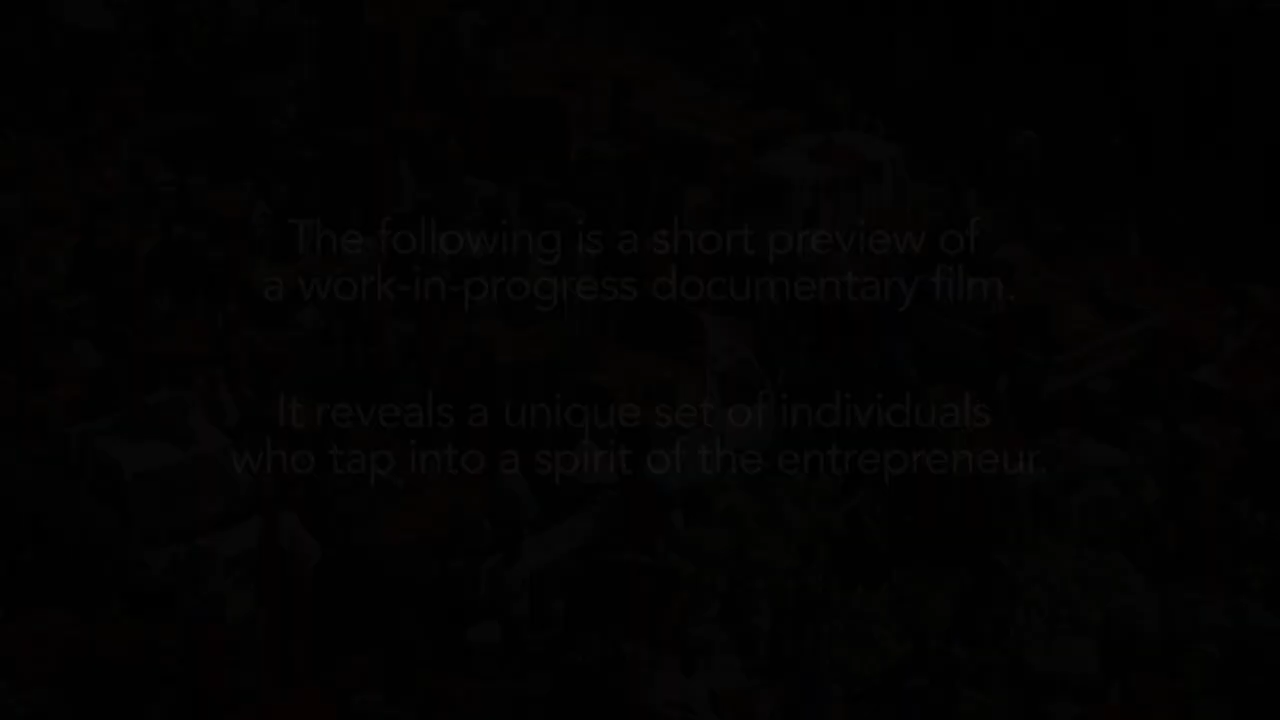 The following is a short preview of
a work-in-progress documentary film.
It reveals a unique set of individuals
who tap into a spirit of the entrepreneur.